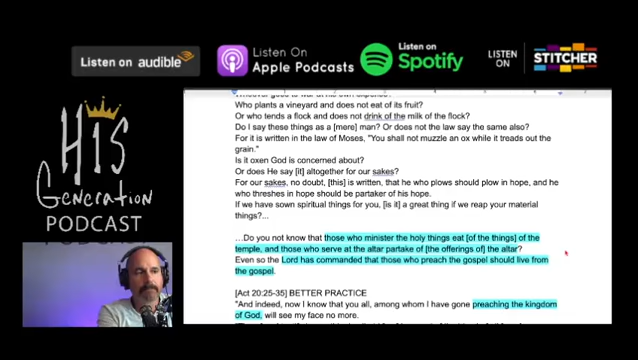 Listen on audible
Listen On
Apple Podcasts
Listen on
Spotify
LISTEN
ON
STITCHER
HIS
Generation
PODCAST
Whoever goes to war at his own expense?
Who plants a vineyard and does not eat of its fruit?
Or who tends a flock and does not drink of the milk of the flock?
Do I say these things as a [mere] man? Or does not the law say the same also?
For it is written in the law of Moses, "You shall not muzzle an ox while it treads out the
grain."
Is it oxen God is concerned about?
Or does He say [it] altogether for our sakes?
For our sakes, no doubt, [this] is written, that he who plows should plow in hope, and he
who threshes in hope should be partaker of his hope.
If we have sown spiritual things for you, [is it] a great thing if we reap your material
things?...
...Do you not know that those who minister the holy things eat [of the things] of the
temple, and those who serve at the altar partake of [the offerings of] the altar?
Even so the Lord has commanded that those who preach the gospel should live from
the gospel.
[Act 20:25-35] BETTER PRACTICE
"And indeed, now I know that you all, among whom I have gone preaching the kingdom
of God, will see my face no more.